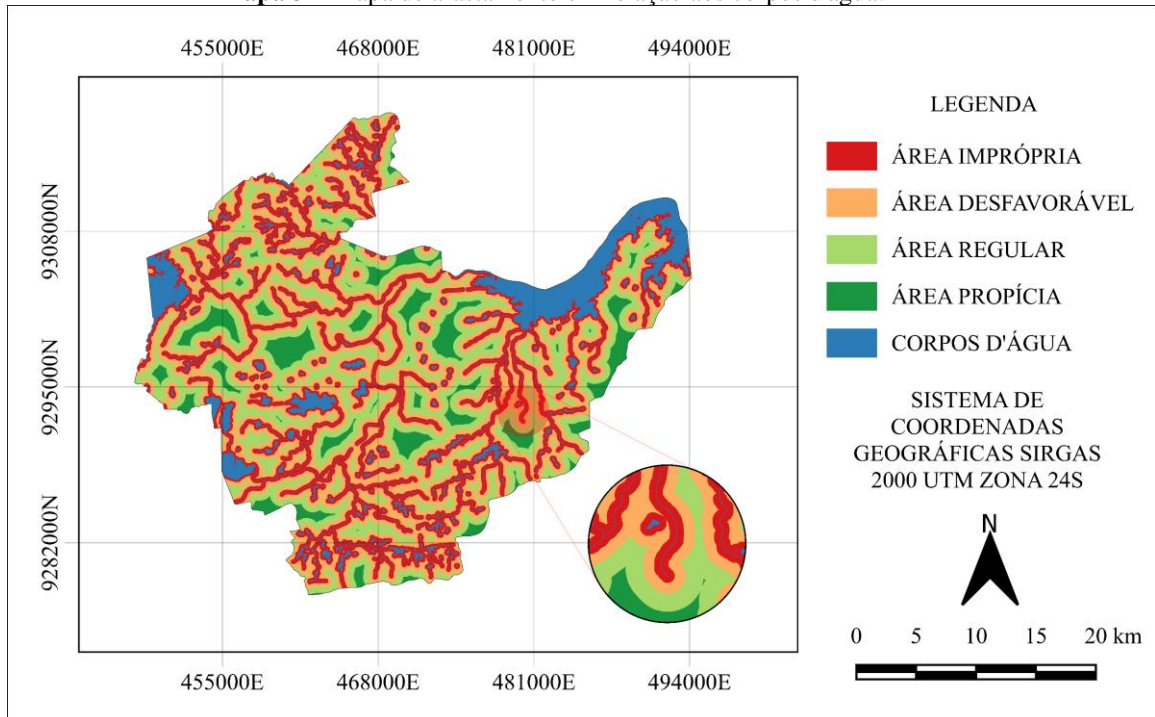 455000E 468000E 481000E 494000E
9308000N
9295000N
9282000N
455000E 468000E 481000E 494000E
LEGENDA
ÁREA IMPRÓPRIA
ÁREA DESFAVORÁVEL
ÁREA REGULAR
ÁREA PROPÍCIA
CORPOS D'ÁGUA
SISTEMA DE
COORDENADAS
GEOGRÁFICAS SIRGAS
2000 UTM ZONA 24S
N
0 5 10 15 20 km